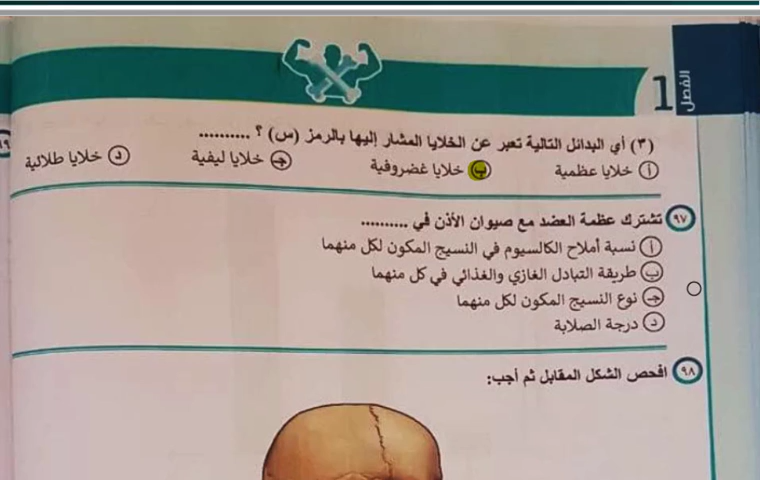 الفصل
1
(٣) أي البدائل التالية تعبر عن الخلايا المشار إليها بالرمز (س) ؟ ..........
أ خلايا عظمية ب خلايا غضروفية ج خلايا ليفية د خلايا طلائية
٩٧ تشترك عظمة العضد مع صيوان الأذن في ..........
أ نسبة أملاح الكالسيوم في النسيج المكون لكل منهما
ب طريقة التبادل الغازي والغذائي في كل منهما
ج نوع النسيج المكون لكل منهما
د درجة الصلابة
٩٨ افحص الشكل المقابل ثم أجب: